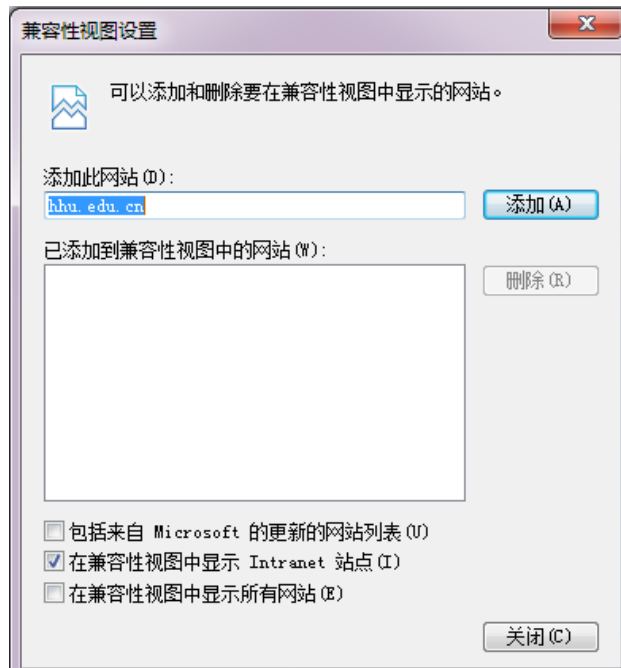 兼容性视图设置
可以添加和删除要在兼容性视图中显示的网站。
添加此网站(D):
hhu.edu.cn
添加(A)
已添加到兼容性视图中的网站(W):
删除(R)
包括来自 Microsoft 的更新的网站列表(U)
在兼容性视图中显示 Intranet 站点(I)
在兼容性视图中显示所有网站(E)
关闭(C)